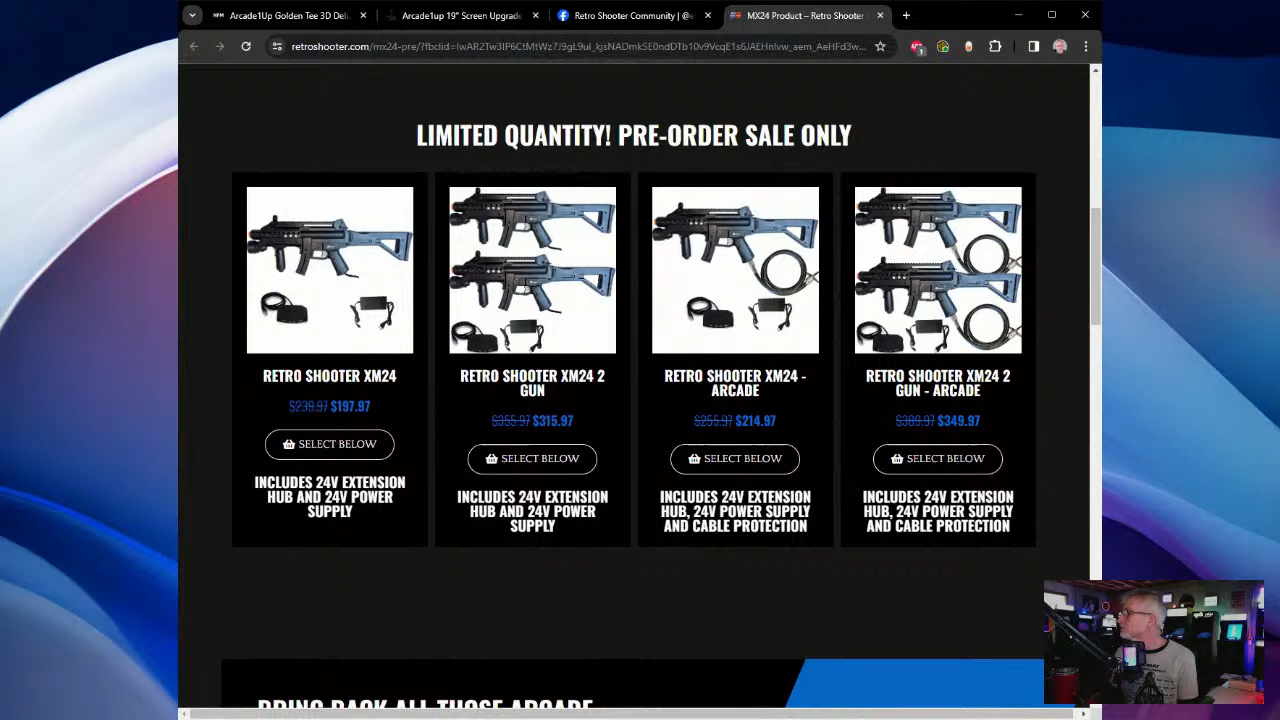 Arcade1Up Golden Tee 3D Del
Arcade1up 19" Screen Upgrade
Retro Shooter Community | @e
MX24 Product – Retro Shooter
LIMITED QUANTITY! PRE-ORDER SALE ONLY
RETRO SHOOTER XM24
$239.97 $197.97
SELECT BELOW
INCLUDES 24V EXTENSION
HUB AND 24V POWER
SUPPLY
RETRO SHOOTER XM24 2
GUN
$355.97 $315.97
SELECT BELOW
INCLUDES 24V EXTENSION
HUB AND 24V POWER
SUPPLY
RETRO SHOOTER XM24 -
ARCADE
$255.97 $214.97
SELECT BELOW
INCLUDES 24V EXTENSION
HUB, 24V POWER SUPPLY
AND CABLE PROTECTION
RETRO SHOOTER XM24 2
GUN - ARCADE
$389.97 $349.97
SELECT BELOW
INCLUDES 24V EXTENSION
HUB, 24V POWER SUPPLY
AND CABLE PROTECTION
BRING BACK ALL THOSE ARCADE